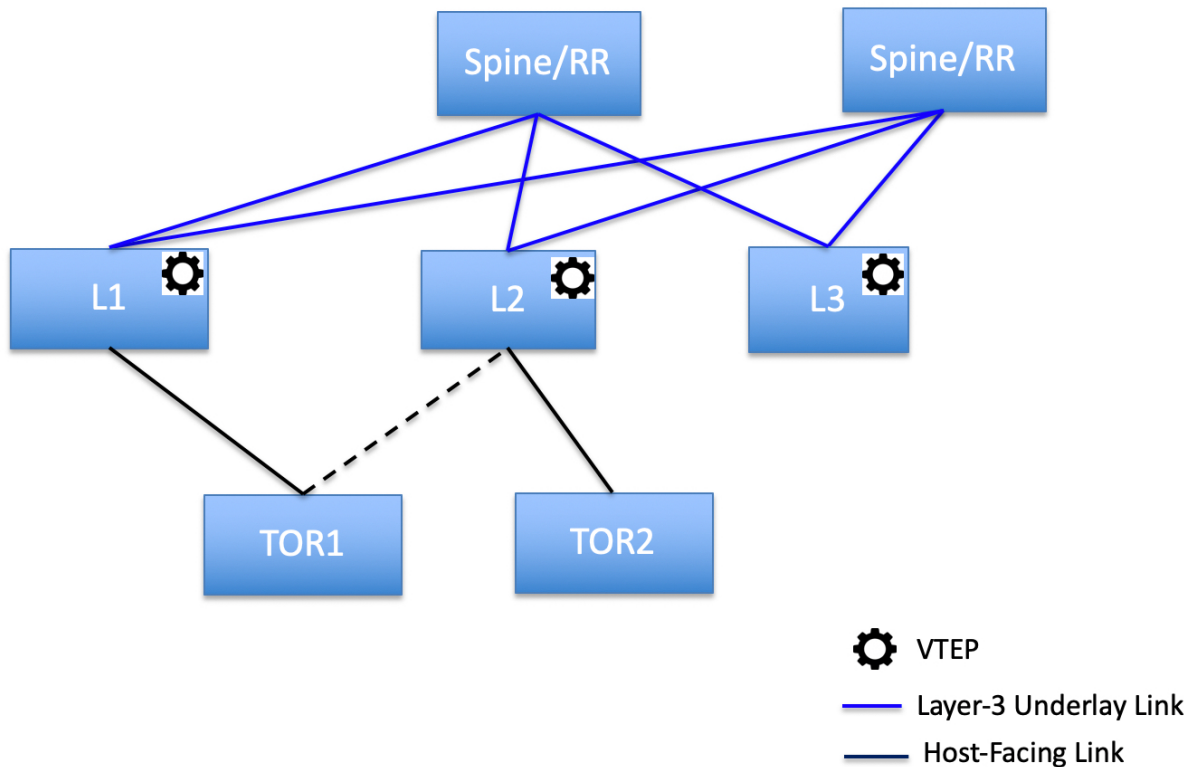 Spine/RR
Spine/RR
L1
L2
L3
TOR1
TOR2
VTEP
Layer-3 Underlay Link
Host-Facing Link